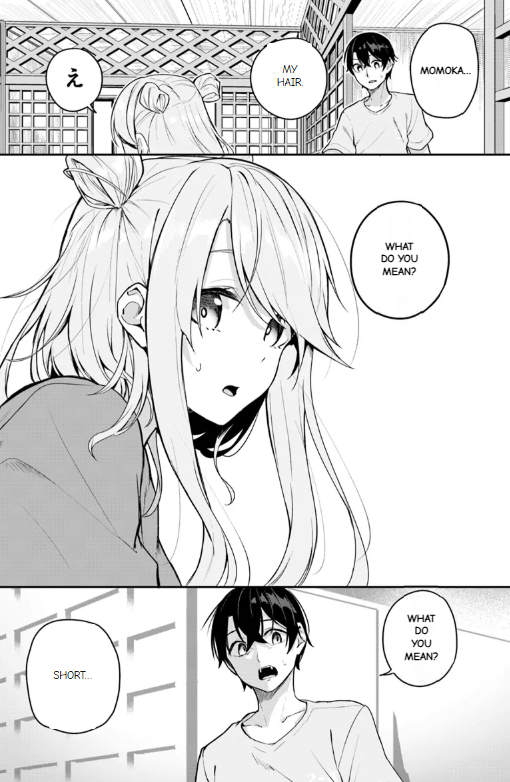 MOMOKA...
MY
HAIR.
え
WHAT
DO YOU
MEAN?
WHAT
DO
YOU
MEAN?
SHORT...